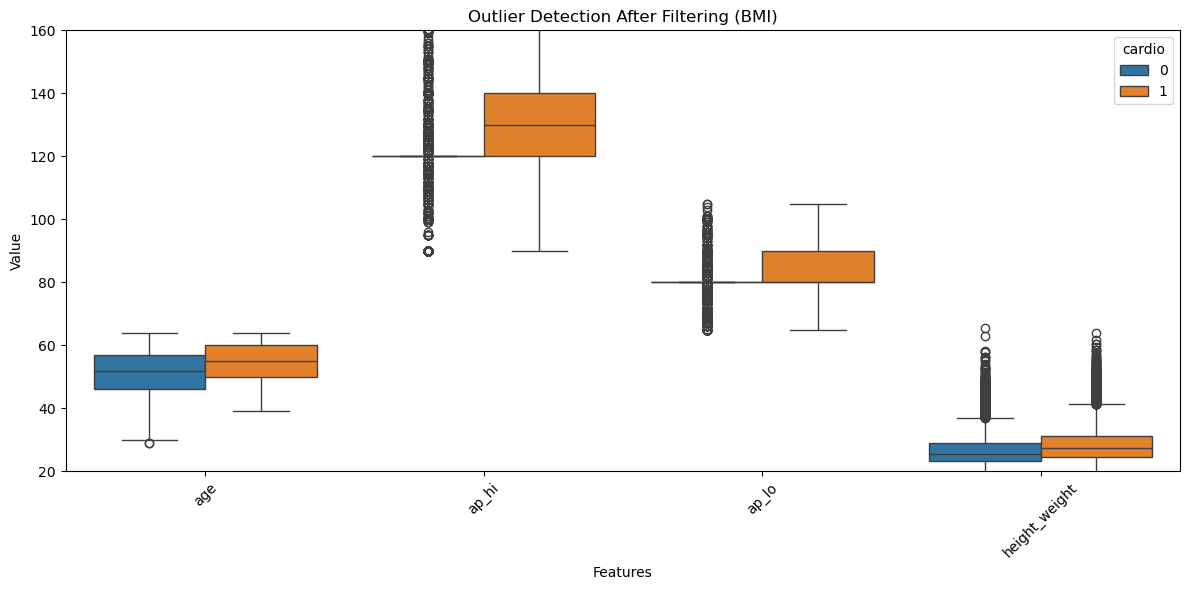 Outlier Detection After Filtering (BMI)
160
140
120
100
80
60
40
20
Value
cardio
0
1
age
ap_hi
ap_lo
height_weight
Features